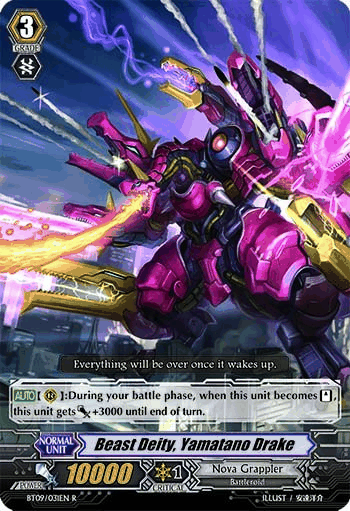 3
GRADE
Everything will be over once it wakes up.
AUTO 1:During your battle phase, when this unit becomes ,
this unit gets +3000 until end of turn.
NORMAL UNIT
Beast Deity, Yamatano Drake
POWER 10000
1
CRITICAL
Nova Grappler
Battleroid
BT09/031EN R
ILLUST / 安達洋介